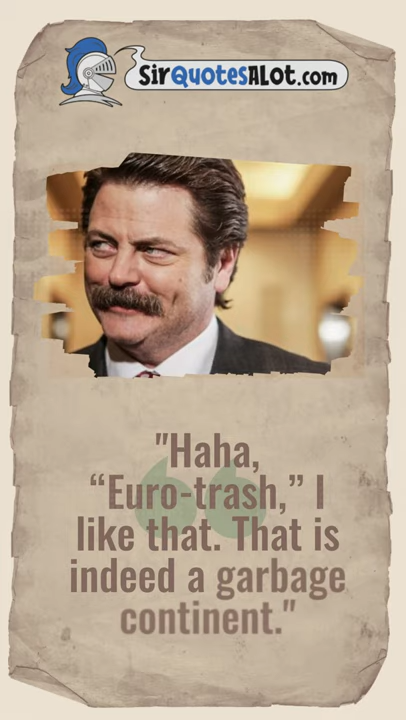 SirQuotesALot.com
"Haha,
“Euro-trash,” I
like that. That is
indeed a garbage
continent."